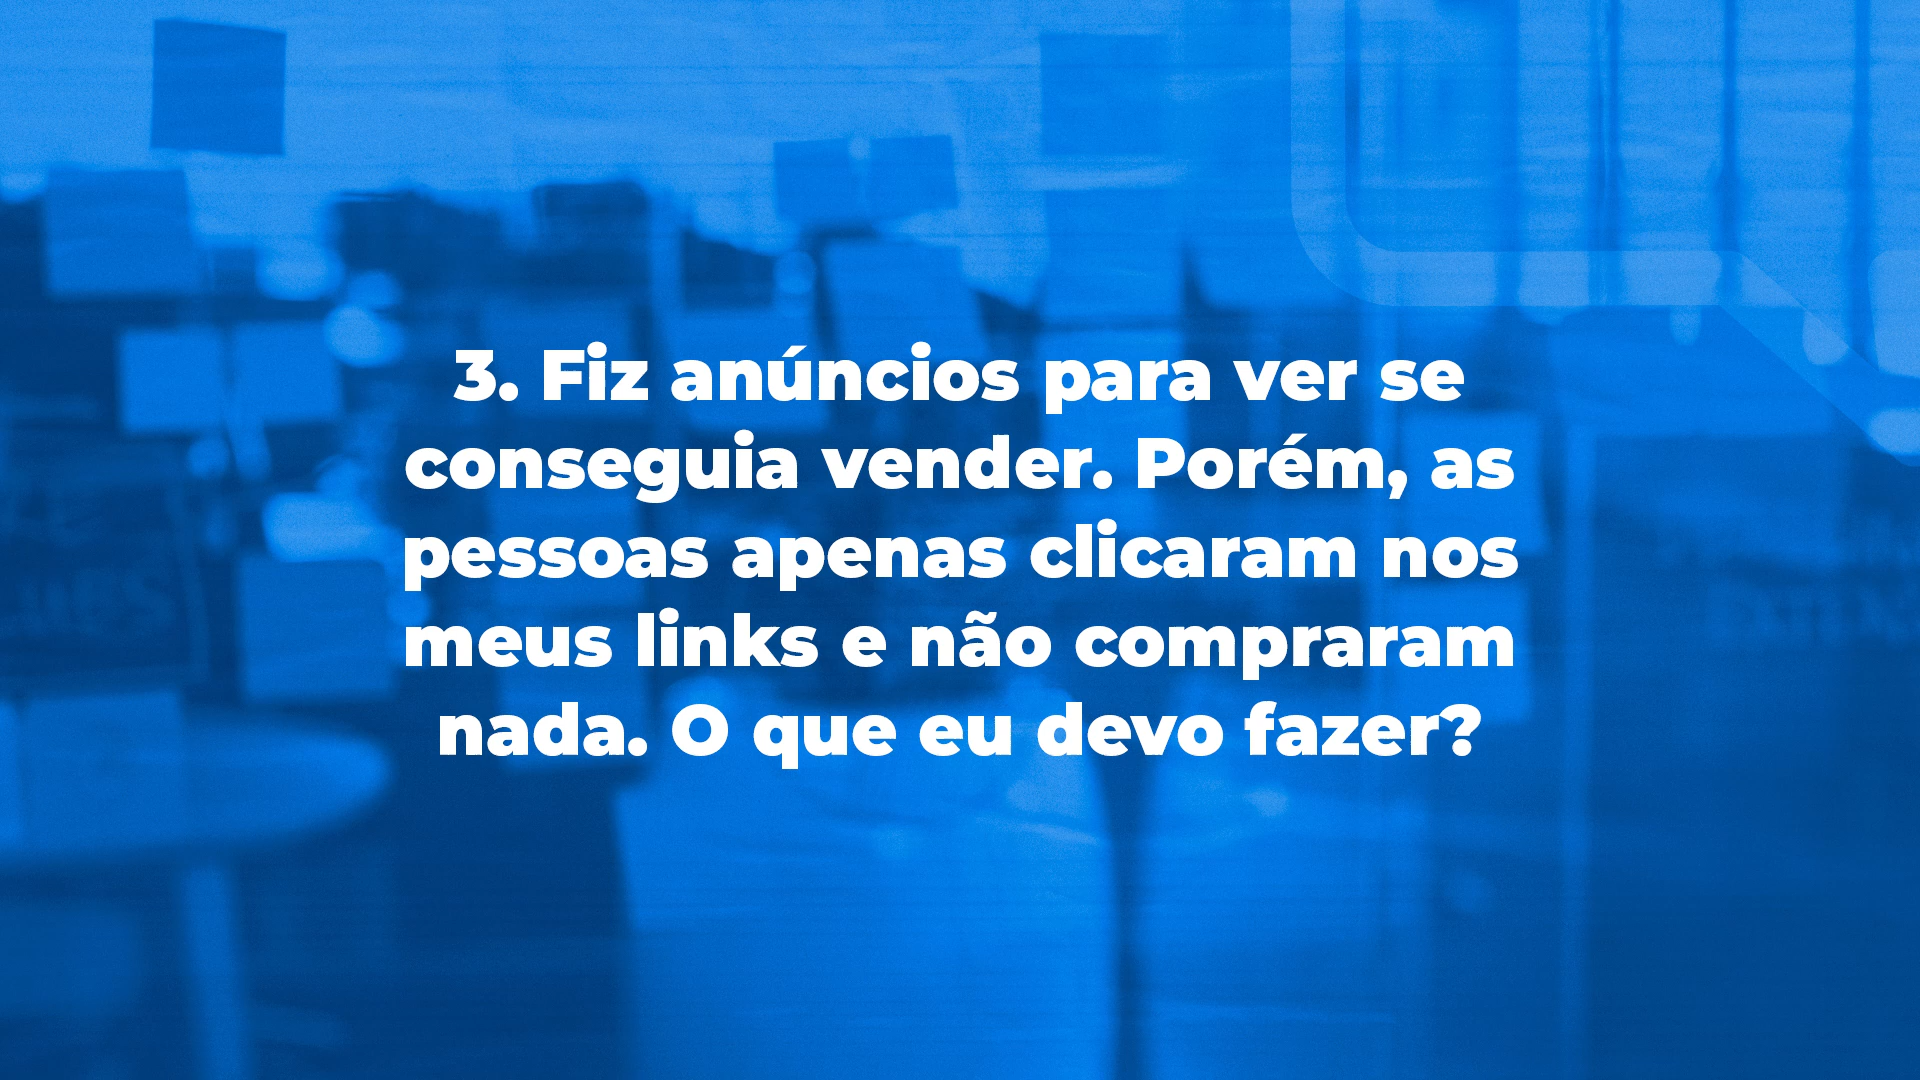 3. Fiz anúncios para ver se
conseguia vender. Porém, as
pessoas apenas clicaram nos
meus links e não compraram
nada. O que eu devo fazer?